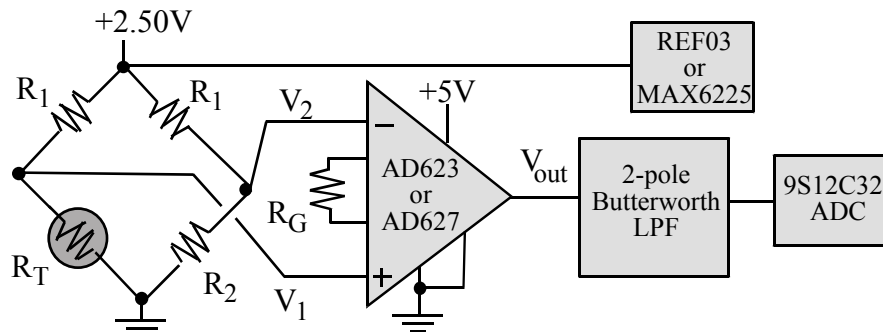 +2.50V
REF03
or
MAX6225
R1
R1
V2
+5V
−
AD623
or
AD627
RG
Vout
2-pole
Butterworth
LPF
9S12C32
ADC
RT
R2
V1
+